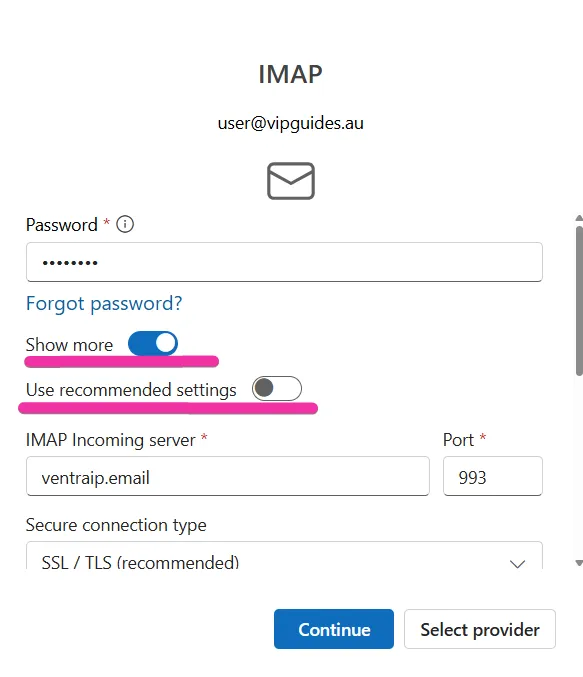 IMAP
user@vipguides.au
Password *
••••••••
Forgot password?
Show more
Use recommended settings
IMAP Incoming server * Port *
ventraip.email 993
Secure connection type
SSL / TLS (recommended)
Continue Select provider